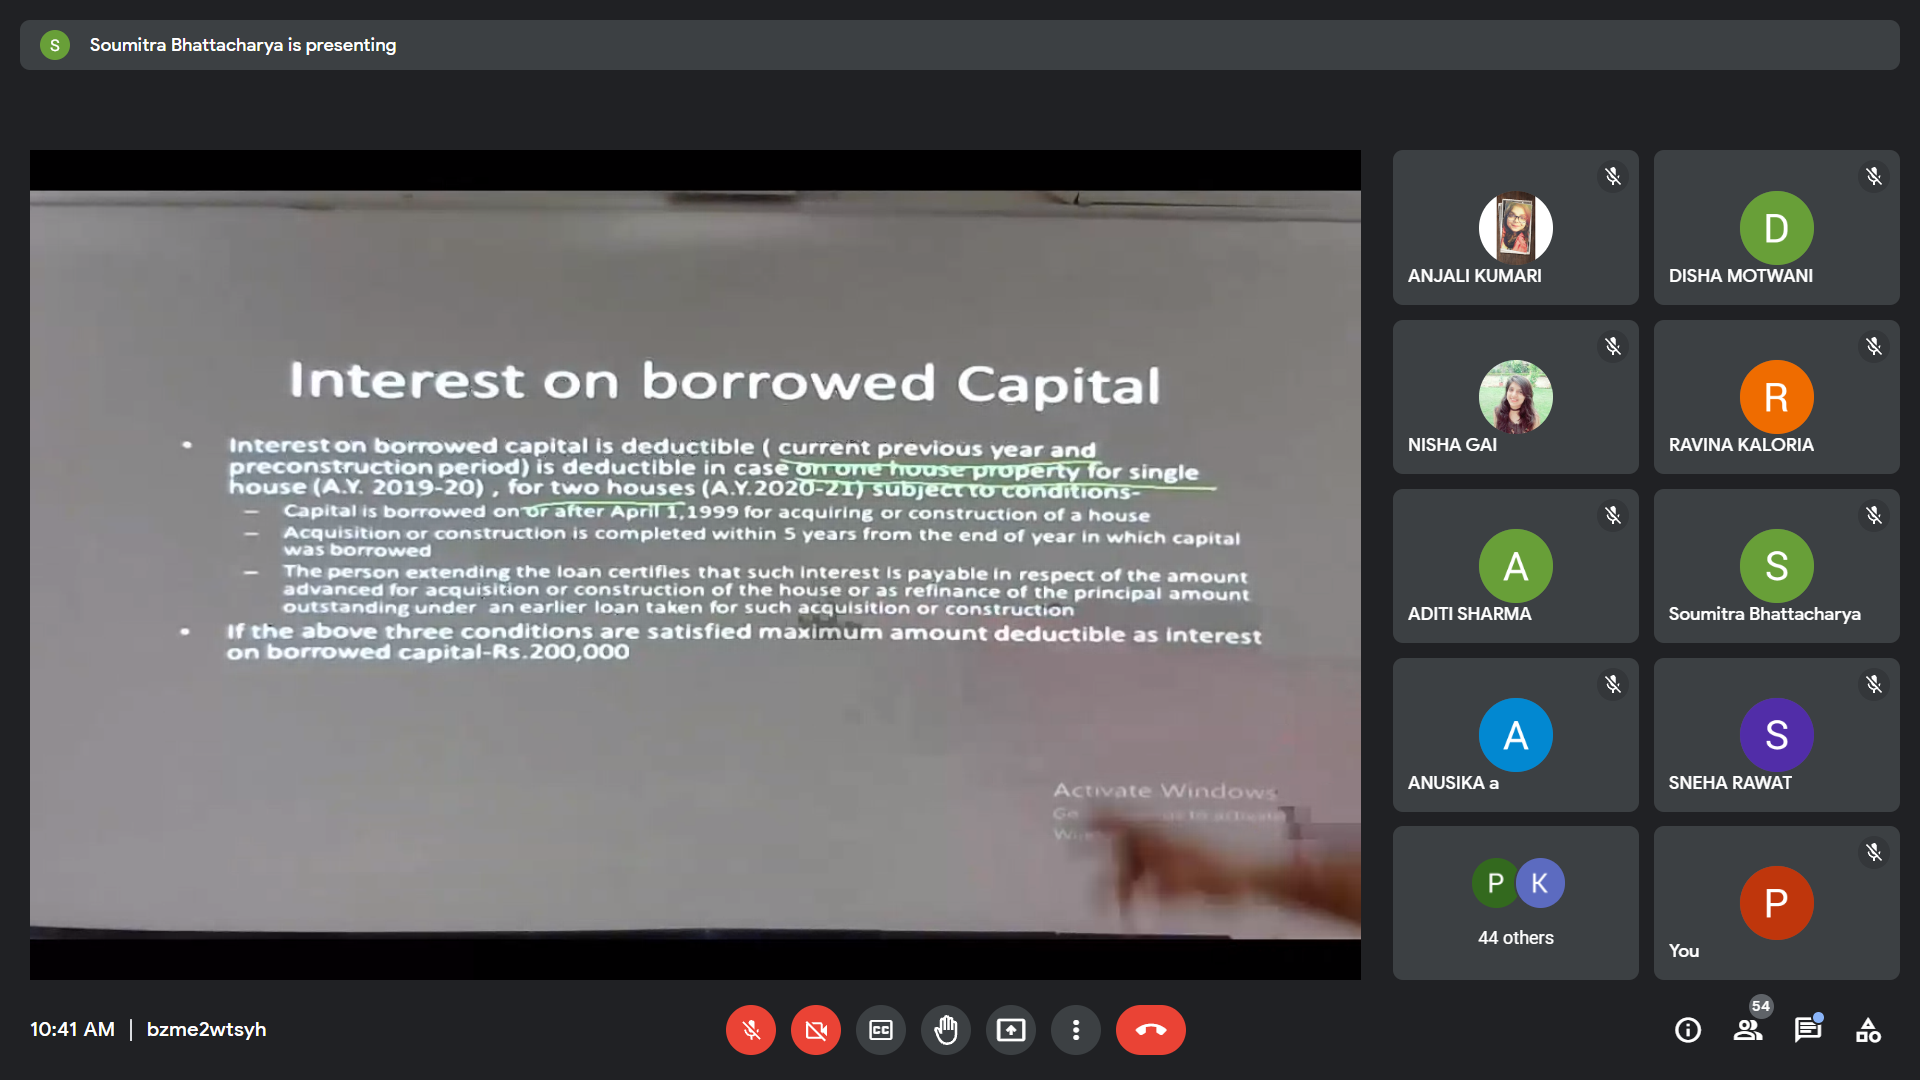 S
Soumitra Bhattacharya is presenting
Interest on borrowed Capital
• Interest on borrowed capital is deductible ( current previous year and
preconstruction period) is deductible in case on one house property for single
house (A.Y. 2019-20) , for two houses (A.Y.2020-21) subject to conditions-
– Capital is borrowed on or after April 1,1999 for acquiring or construction of a house
– Acquisition or construction is completed within 5 years from the end of year in which capital
was borrowed
– The person extending the loan certifies that such interest is payable in respect of the amount
advanced for acquisition or construction of the house or as refinance of the principal amount
outstanding under an earlier loan taken for such acquisition or construction
• If the above three conditions are satisfied maximum amount deductible as interest
on borrowed capital-Rs.200,000
Activate Windows
ANJALI KUMARI
D
DISHA MOTWANI
NISHA GAI
R
RAVINA KALORIA
A
ADITI SHARMA
S
Soumitra Bhattacharya
A
ANUSIKA a
S
SNEHA RAWAT
P K
44 others
P
You
10:41 AM | bzme2wtsyh
CC
54